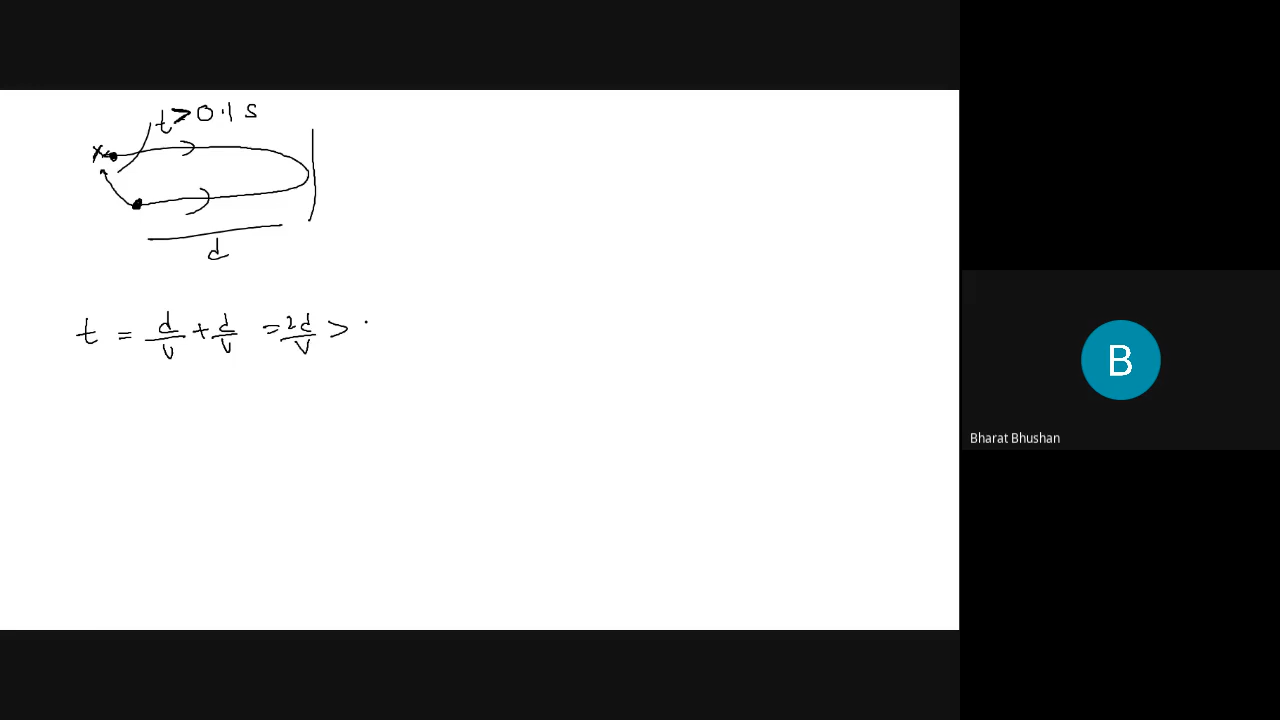 t > 0.1 s
x
d
t = d/v + d/v = 2d/v > .
B
Bharat Bhushan